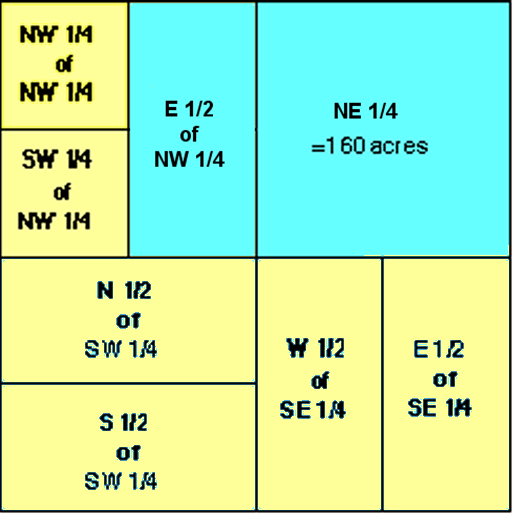 NW 1/4
of
NW 1/4
E 1/2
of
NW 1/4
NE 1/4
=160 acres
SW 1/4
of
NW 1/4
N 1/2
of
SW 1/4
W 1/2
of
SE 1/4
E 1/2
of
SE 1/4
S 1/2
of
SW 1/4